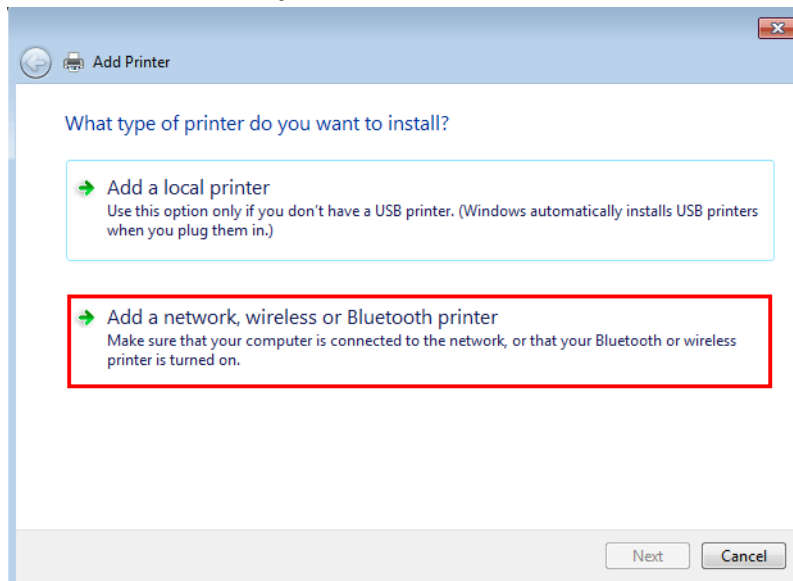 Add Printer
What type of printer do you want to install?
Add a local printer
Use this option only if you don't have a USB printer. (Windows automatically installs USB printers
when you plug them in.)
Add a network, wireless or Bluetooth printer
Make sure that your computer is connected to the network, or that your Bluetooth or wireless
printer is turned on.
Next Cancel